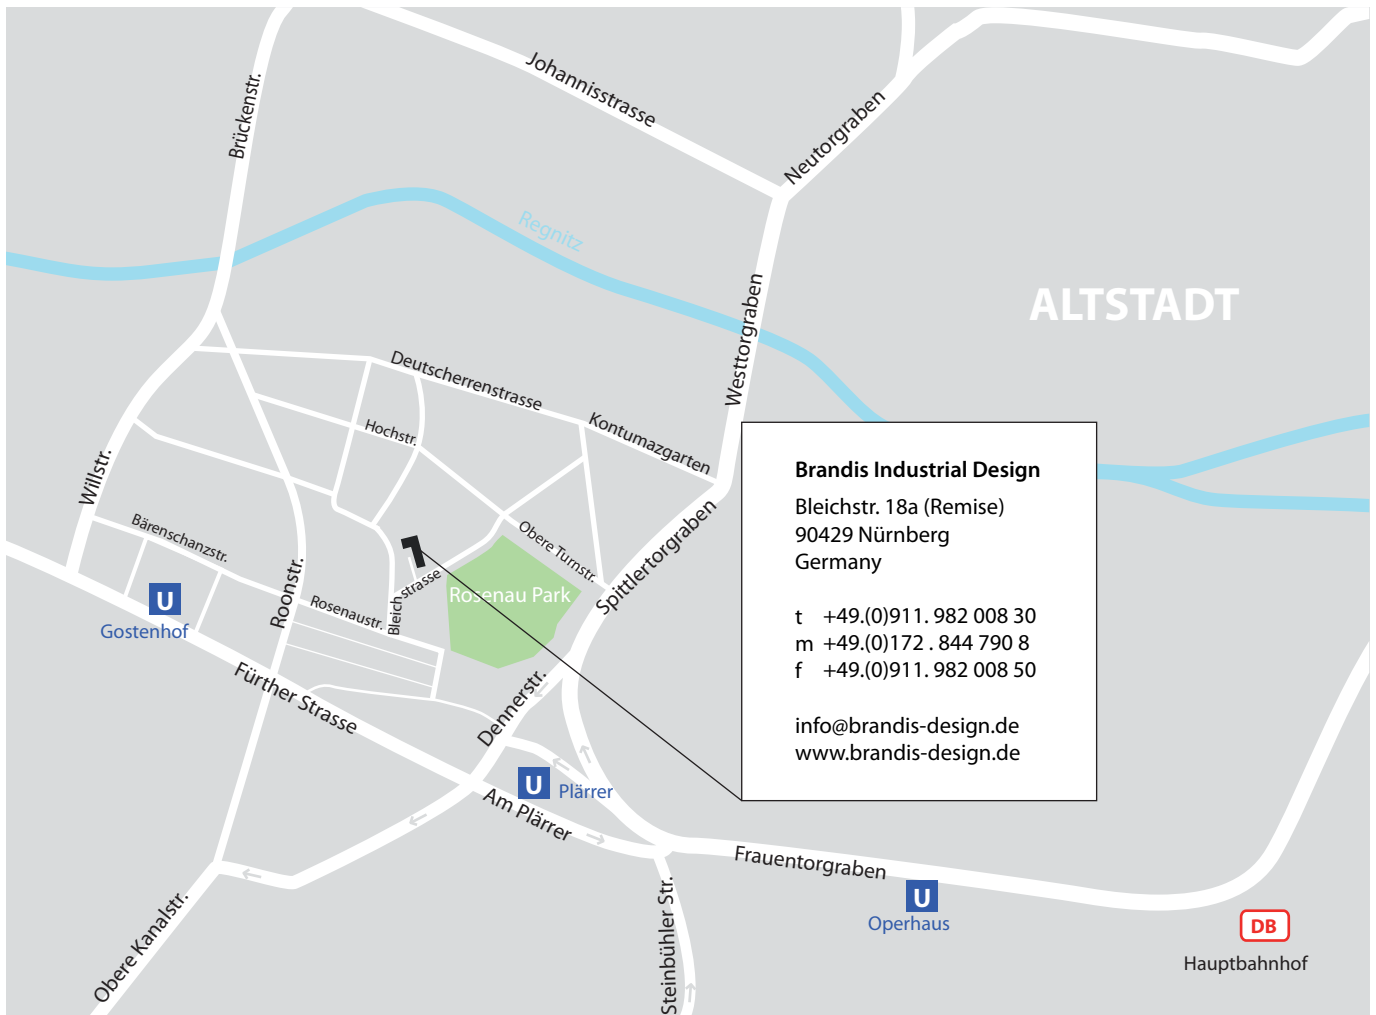 Johannisstrasse
Brückenstr.
Neutorgraben
Regnitz
ALTSTADT
Westtorgraben
Deutscherrenstrasse
Kontumazgarten
Hochstr.
Willstr.
Bärenschanzstr.
Obere Turnstr.
Spittlertorgraben
Roonstr.
Rosenaustr.
Bleich
strasse
Rosenau Park
U
Gostenhof
Fürther Strasse
Dennerstr.
U
Plärrer
Am Plärrer
Frauentorgraben
U
Operhaus
Obere Kanalstr.
Steinbühler Str.
DB
Hauptbahnhof
Brandis Industrial Design
Bleichstr. 18a (Remise)
90429 Nürnberg
Germany
t +49.(0)911. 982 008 30
m +49.(0)172 . 844 790 8
f +49.(0)911. 982 008 50
info@brandis-design.de
www.brandis-design.de